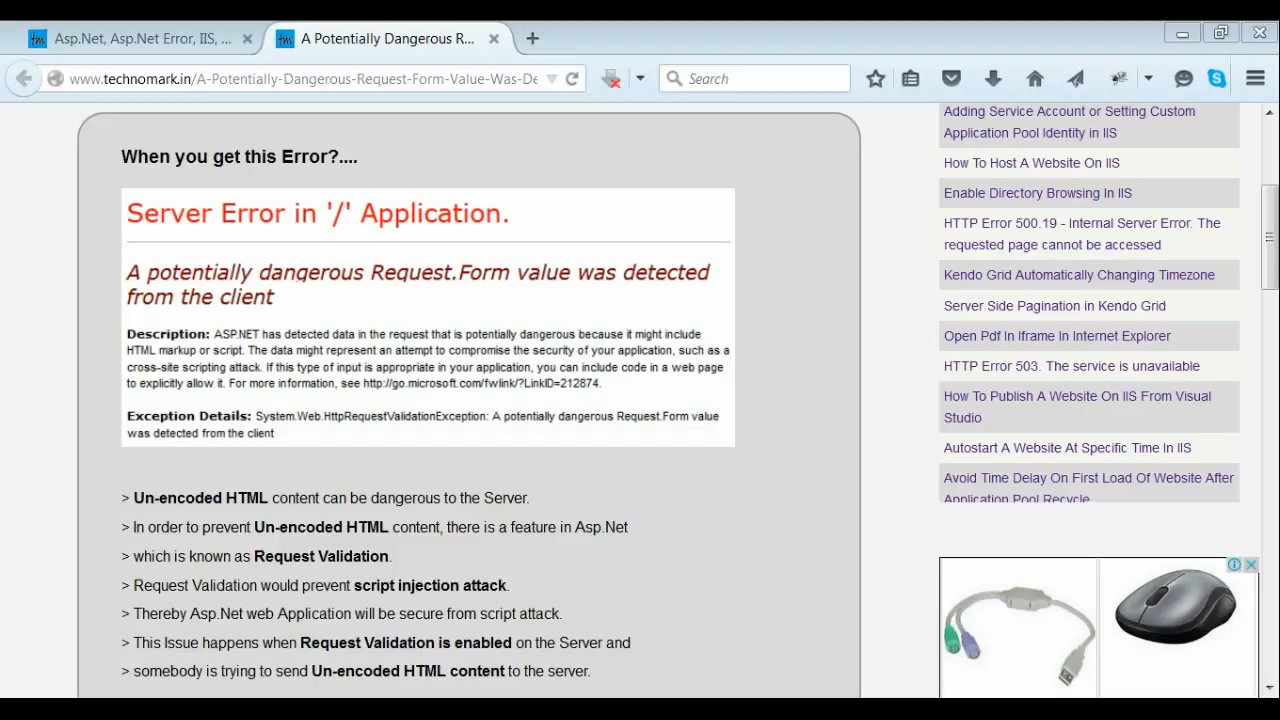 Asp.Net, Asp.Net Error, IIS, ...
A Potentially Dangerous R...
www.technomark.in/A-Potentially-Dangerous-Request-Form-Value-Was-De
Search
When you get this Error?....
Server Error in '/' Application.
A potentially dangerous Request.Form value was detected
from the client
Description: ASP.NET has detected data in the request that is potentially dangerous because it might include
HTML markup or script. The data might represent an attempt to compromise the security of your application, such as a
cross-site scripting attack. If this type of input is appropriate in your application, you can include code in a web page
to explicitly allow it. For more information, see http://go.microsoft.com/fwlink/?LinkID=212874.
Exception Details: System.Web.HttpRequestValidationException: A potentially dangerous Request.Form value
was detected from the client
> Un-encoded HTML content can be dangerous to the Server.
> In order to prevent Un-encoded HTML content, there is a feature in Asp.Net
> which is known as Request Validation.
> Request Validation would prevent script injection attack.
> Thereby Asp.Net web Application will be secure from script attack.
> This Issue happens when Request Validation is enabled on the Server and
> somebody is trying to send Un-encoded HTML content to the server.
Adding Service Account or Setting Custom
Application Pool Identity in IIS
How To Host A Website On IIS
Enable Directory Browsing In IIS
HTTP Error 500.19 - Internal Server Error. The
requested page cannot be accessed
Kendo Grid Automatically Changing Timezone
Server Side Pagination in Kendo Grid
Open Pdf In Iframe In Internet Explorer
HTTP Error 503. The service is unavailable
How To Publish A Website On IIS From Visual
Studio
Autostart A Website At Specific Time In IIS
Avoid Time Delay On First Load Of Website After
Application Pool Recycle